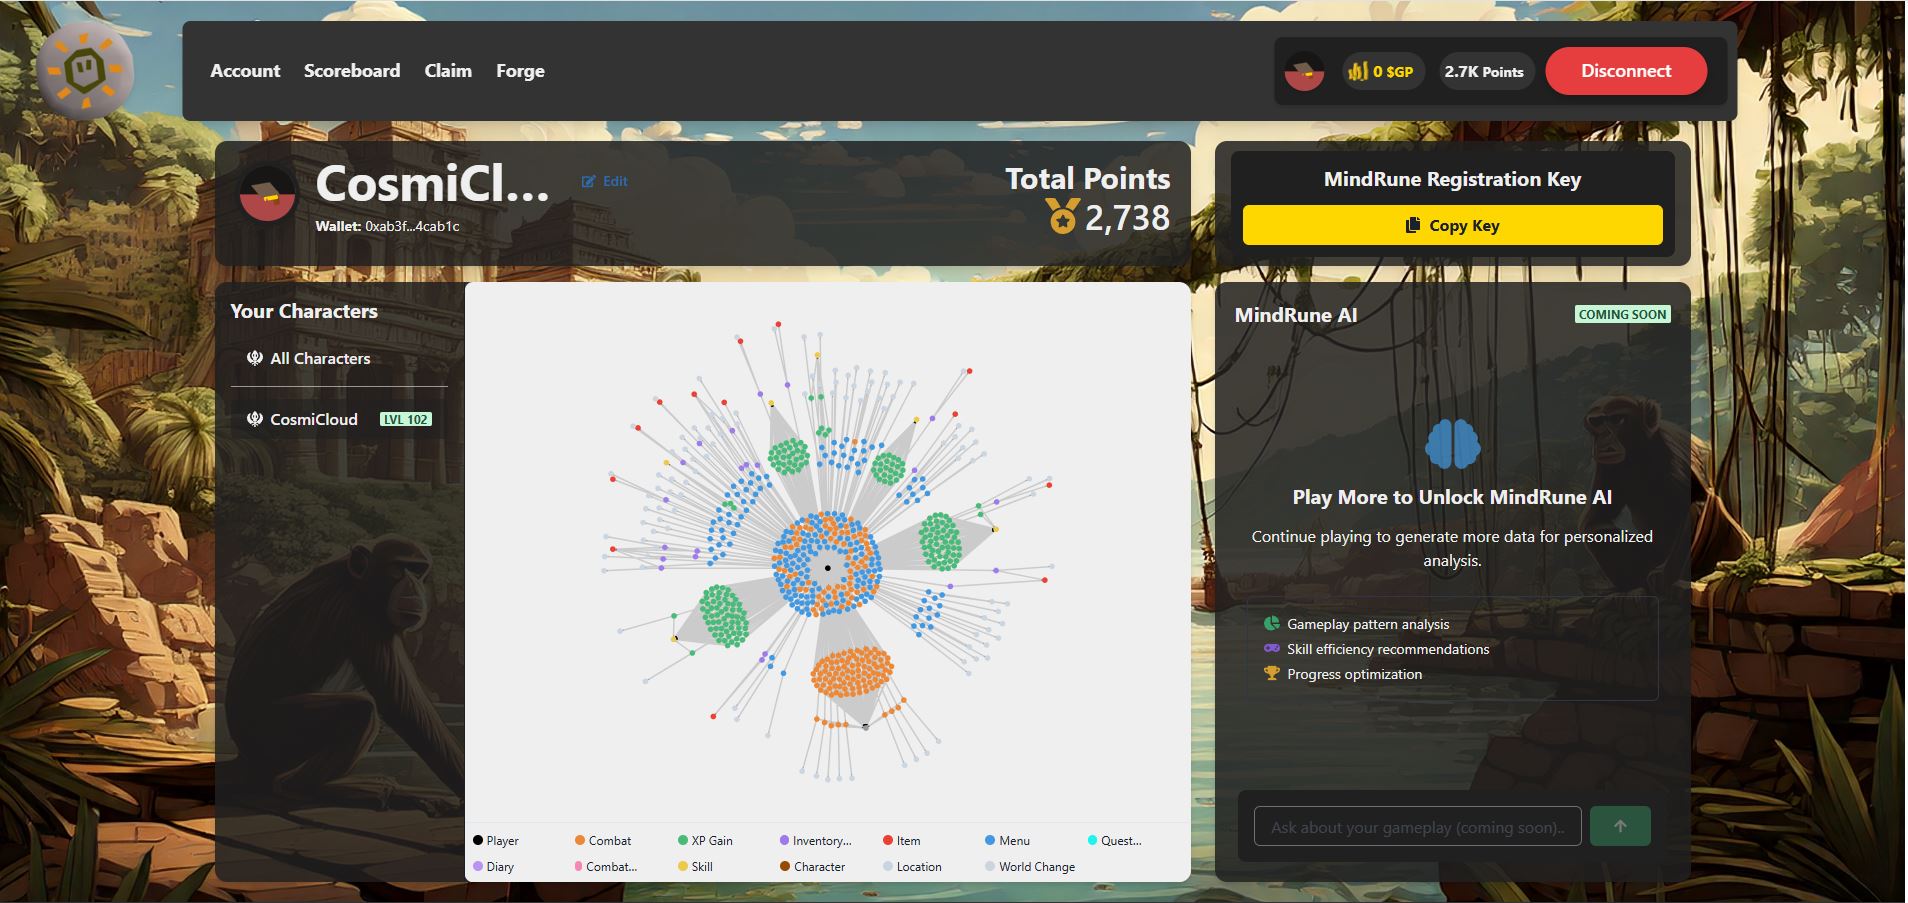 Account Scoreboard Claim Forge
0 $GP
2.7K Points
Disconnect
CosmiCl...
Edit
Wallet: 0xab3f...4cab1c
Total Points
2,738
MindRune Registration Key
Copy Key
Your Characters
All Characters
CosmiCloud LVL 102
Player Combat XP Gain Inventory... Item Menu Quest...
Diary Combat... Skill Character Location World Change
MindRune AI COMING SOON
Play More to Unlock MindRune AI
Continue playing to generate more data for personalized
analysis.
Gameplay pattern analysis
Skill efficiency recommendations
Progress optimization
Ask about your gameplay (coming soon)..